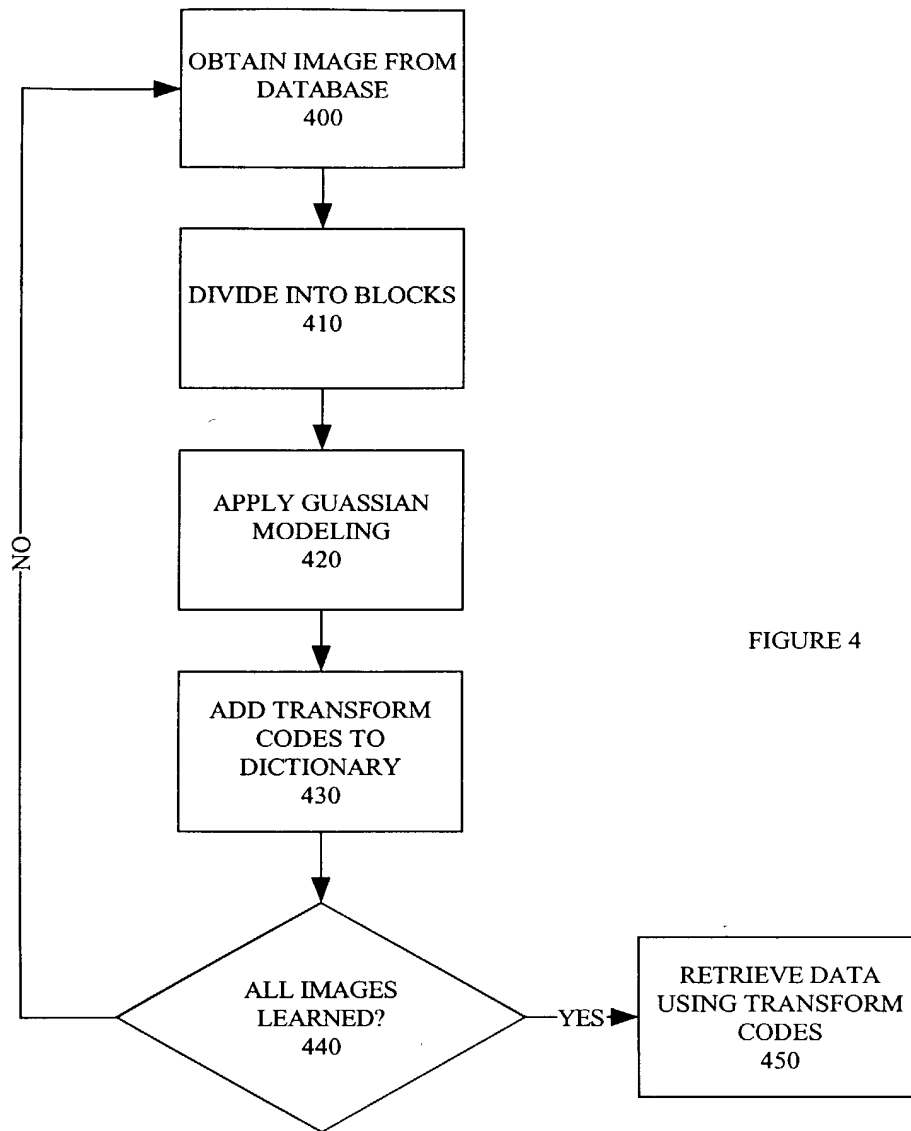 OBTAIN IMAGE FROM
DATABASE
400
DIVIDE INTO BLOCKS
410
APPLY GUASSIAN
MODELING
420
NO
FIGURE 4
ADD TRANSFORM
CODES TO
DICTIONARY
430
ALL IMAGES
LEARNED?
440
YES
RETRIEVE DATA
USING TRANSFORM
CODES
450